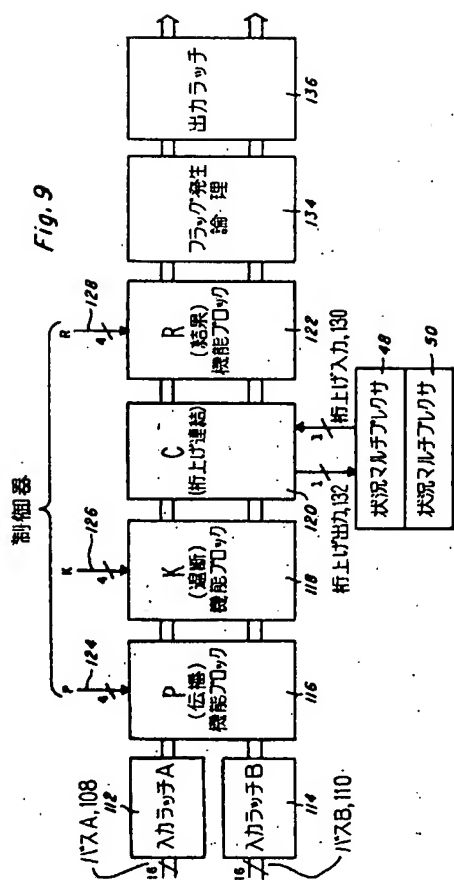 Fig. 9
制御器
P
4
124
K
4
126
R
4
128
バスA,108
16
入力ラッチA
112
バスB,110
16
入力ラッチB
114
P
(伝播)
機能ブロック
116
K
(遮断)
機能ブロック
118
C
(桁上げ連結)
120
R
(結果)
機能ブロック
122
フラッグ発生
論理
134
出力ラッチ
136
桁上げ出力,132
1
桁上げ入力,130
状況マルチプレクサ
48
状況マルチプレクサ
50